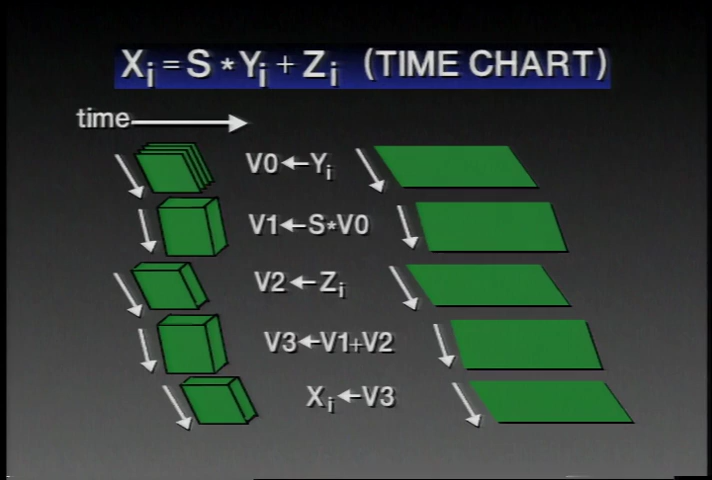 Xi = S * Yi + Zi (TIME CHART)
time
V0←Yi
V1←S*V0
V2←Zi
V3←V1+V2
Xi←V3